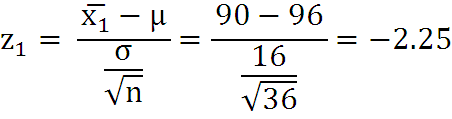 z₁ = (x̄₁ − μ) / (σ / √n) = (90 − 96) / (16 / √36) = −2.25